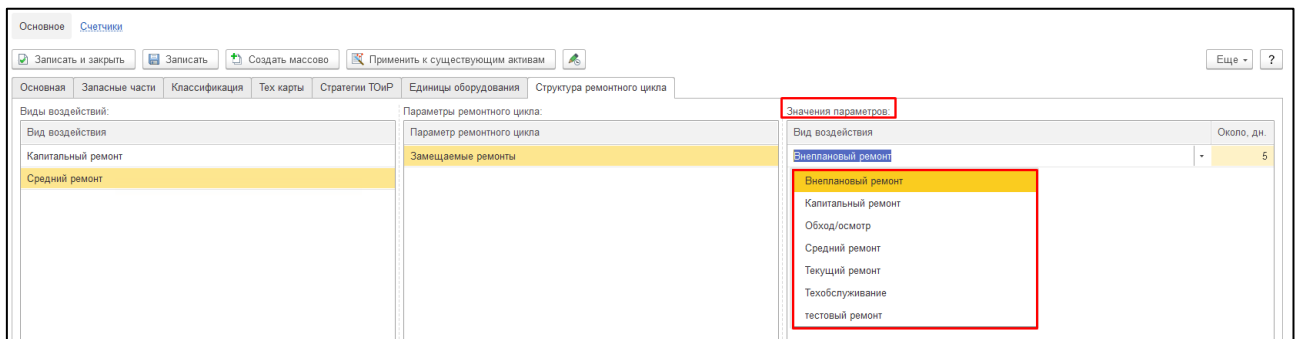 Основное Счетчики
Записать и закрыть Записать Создать массово Применить к существующим активам Еще ?
Основная Запасные части Классификация Тех карты Стратегии ТОиР Единицы оборудования Структура ремонтного цикла
Виды воздействий: Параметры ремонтного цикла: Значения параметров:
Вид воздействия Параметр ремонтного цикла Вид воздействия Около, дн.
Капитальный ремонт Замещаемые ремонты Внеплановый ремонт 5
Средний ремонт Внеплановый ремонт
Капитальный ремонт
Обход/осмотр
Средний ремонт
Текущий ремонт
Техобслуживание
тестовый ремонт